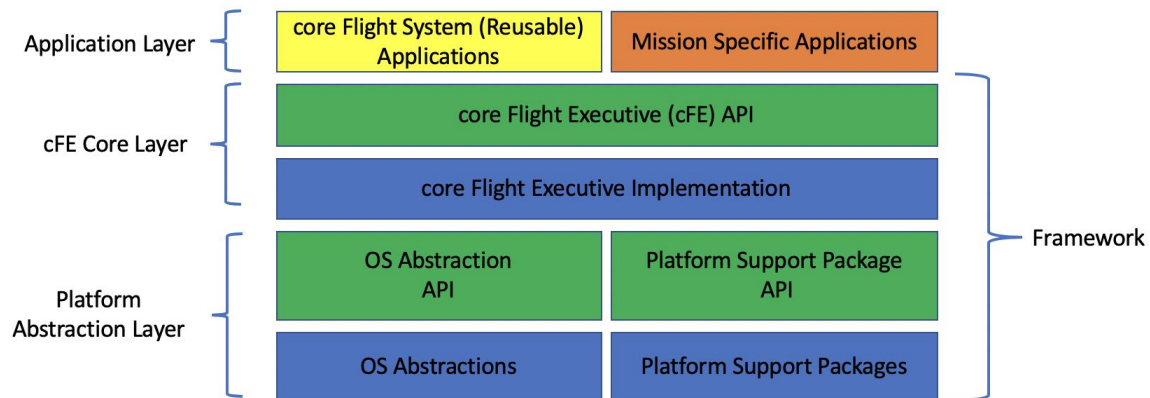 Application Layer
core Flight System (Reusable)
Applications
Mission Specific Applications
cFE Core Layer
core Flight Executive (cFE) API
core Flight Executive Implementation
Framework
Platform
Abstraction Layer
OS Abstraction
API
Platform Support Package
API
OS Abstractions
Platform Support Packages